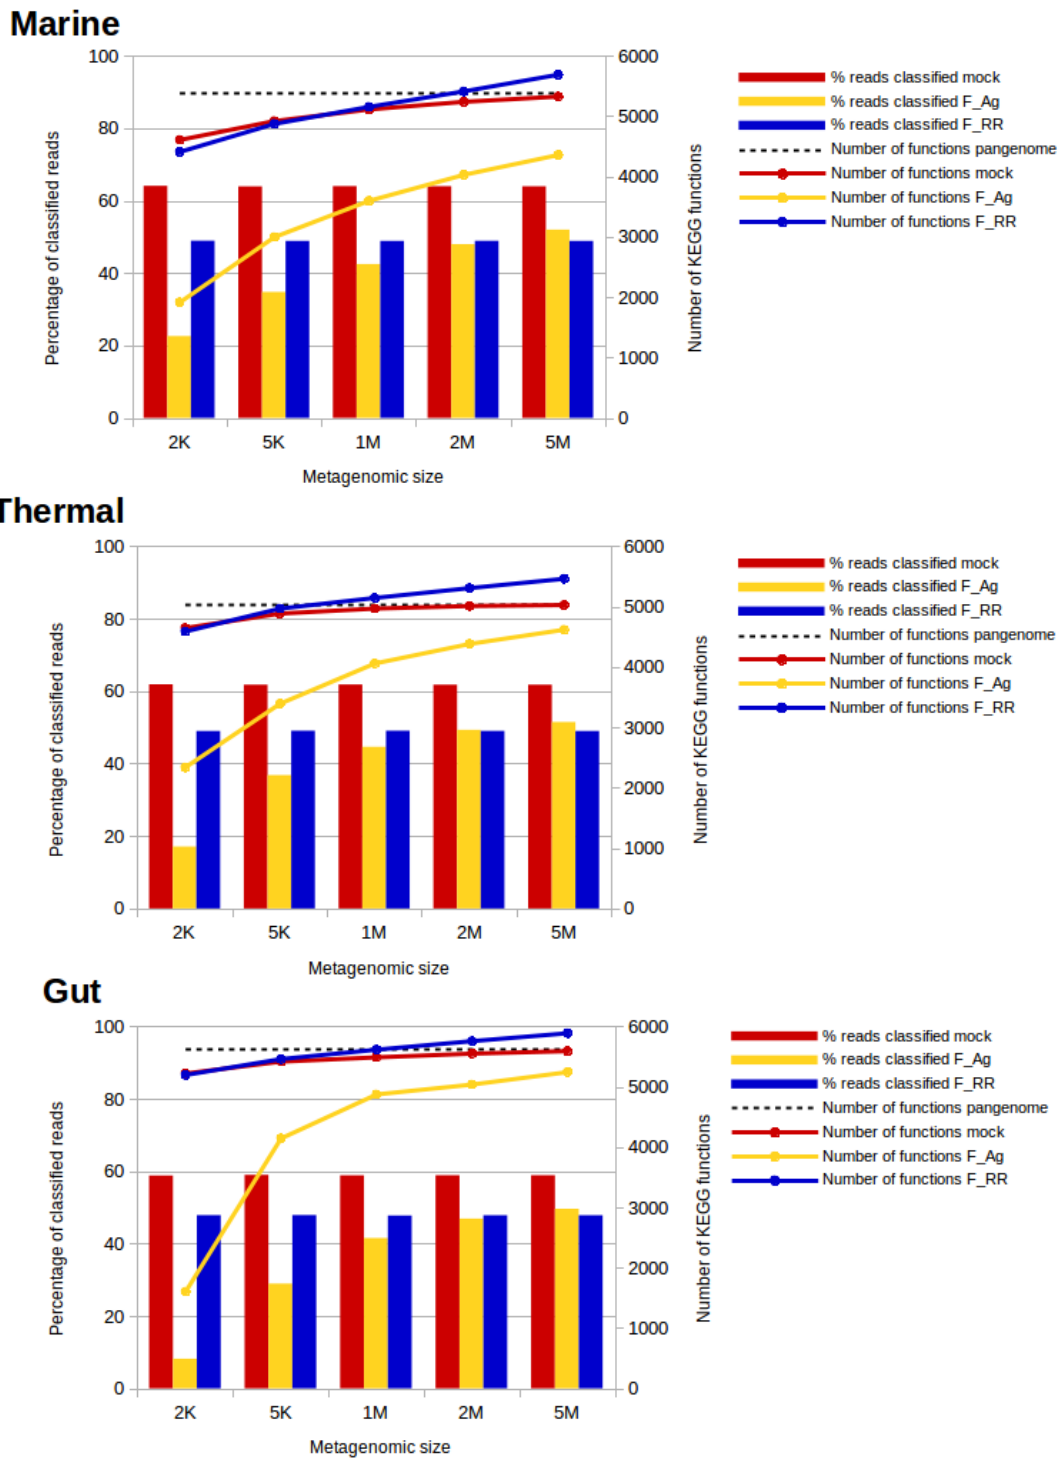 Marine
100
80
60
40
20
0
Percentage of classified reads
6000
5000
4000
3000
2000
1000
0
Number of KEGG functions
2K 5K 1M 2M 5M
Metagenomic size
% reads classified mock
% reads classified F_Ag
% reads classified F_RR
Number of functions pangenome
Number of functions mock
Number of functions F_Ag
Number of functions F_RR
Thermal
100
80
60
40
20
0
Percentage of classified reads
6000
5000
4000
3000
2000
1000
0
Number of KEGG functions
2K 5K 1M 2M 5M
Metagenomic size
% reads classified mock
% reads classified F_Ag
% reads classified F_RR
Number of functions pangenome
Number of functions mock
Number of functions F_Ag
Number of functions F_RR
Gut
100
80
60
40
20
0
Percentage of classified reads
6000
5000
4000
3000
2000
1000
0
Number of KEGG functions
2K 5K 1M 2M 5M
Metagenomic size
% reads classified mock
% reads classified F_Ag
% reads classified F_RR
Number of functions pangenome
Number of functions mock
Number of functions F_Ag
Number of functions F_RR